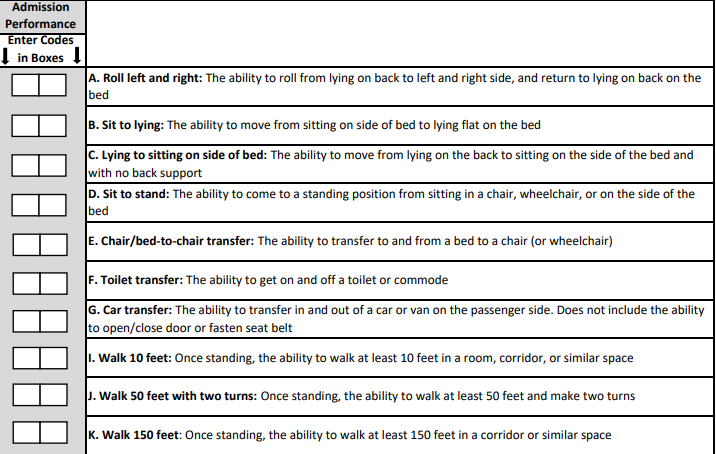 Admission
Performance
Enter Codes
in Boxes
A. Roll left and right: The ability to roll from lying on back to left and right side, and return to lying on back on the
bed
B. Sit to lying: The ability to move from sitting on side of bed to lying flat on the bed
C. Lying to sitting on side of bed: The ability to move from lying on the back to sitting on the side of the bed and
with no back support
D. Sit to stand: The ability to come to a standing position from sitting in a chair, wheelchair, or on the side of the
bed
E. Chair/bed-to-chair transfer: The ability to transfer to and from a bed to a chair (or wheelchair)
F. Toilet transfer: The ability to get on and off a toilet or commode
G. Car transfer: The ability to transfer in and out of a car or van on the passenger side. Does not include the ability
to open/close door or fasten seat belt
I. Walk 10 feet: Once standing, the ability to walk at least 10 feet in a room, corridor, or similar space
J. Walk 50 feet with two turns: Once standing, the ability to walk at least 50 feet and make two turns
K. Walk 150 feet: Once standing, the ability to walk at least 150 feet in a corridor or similar space